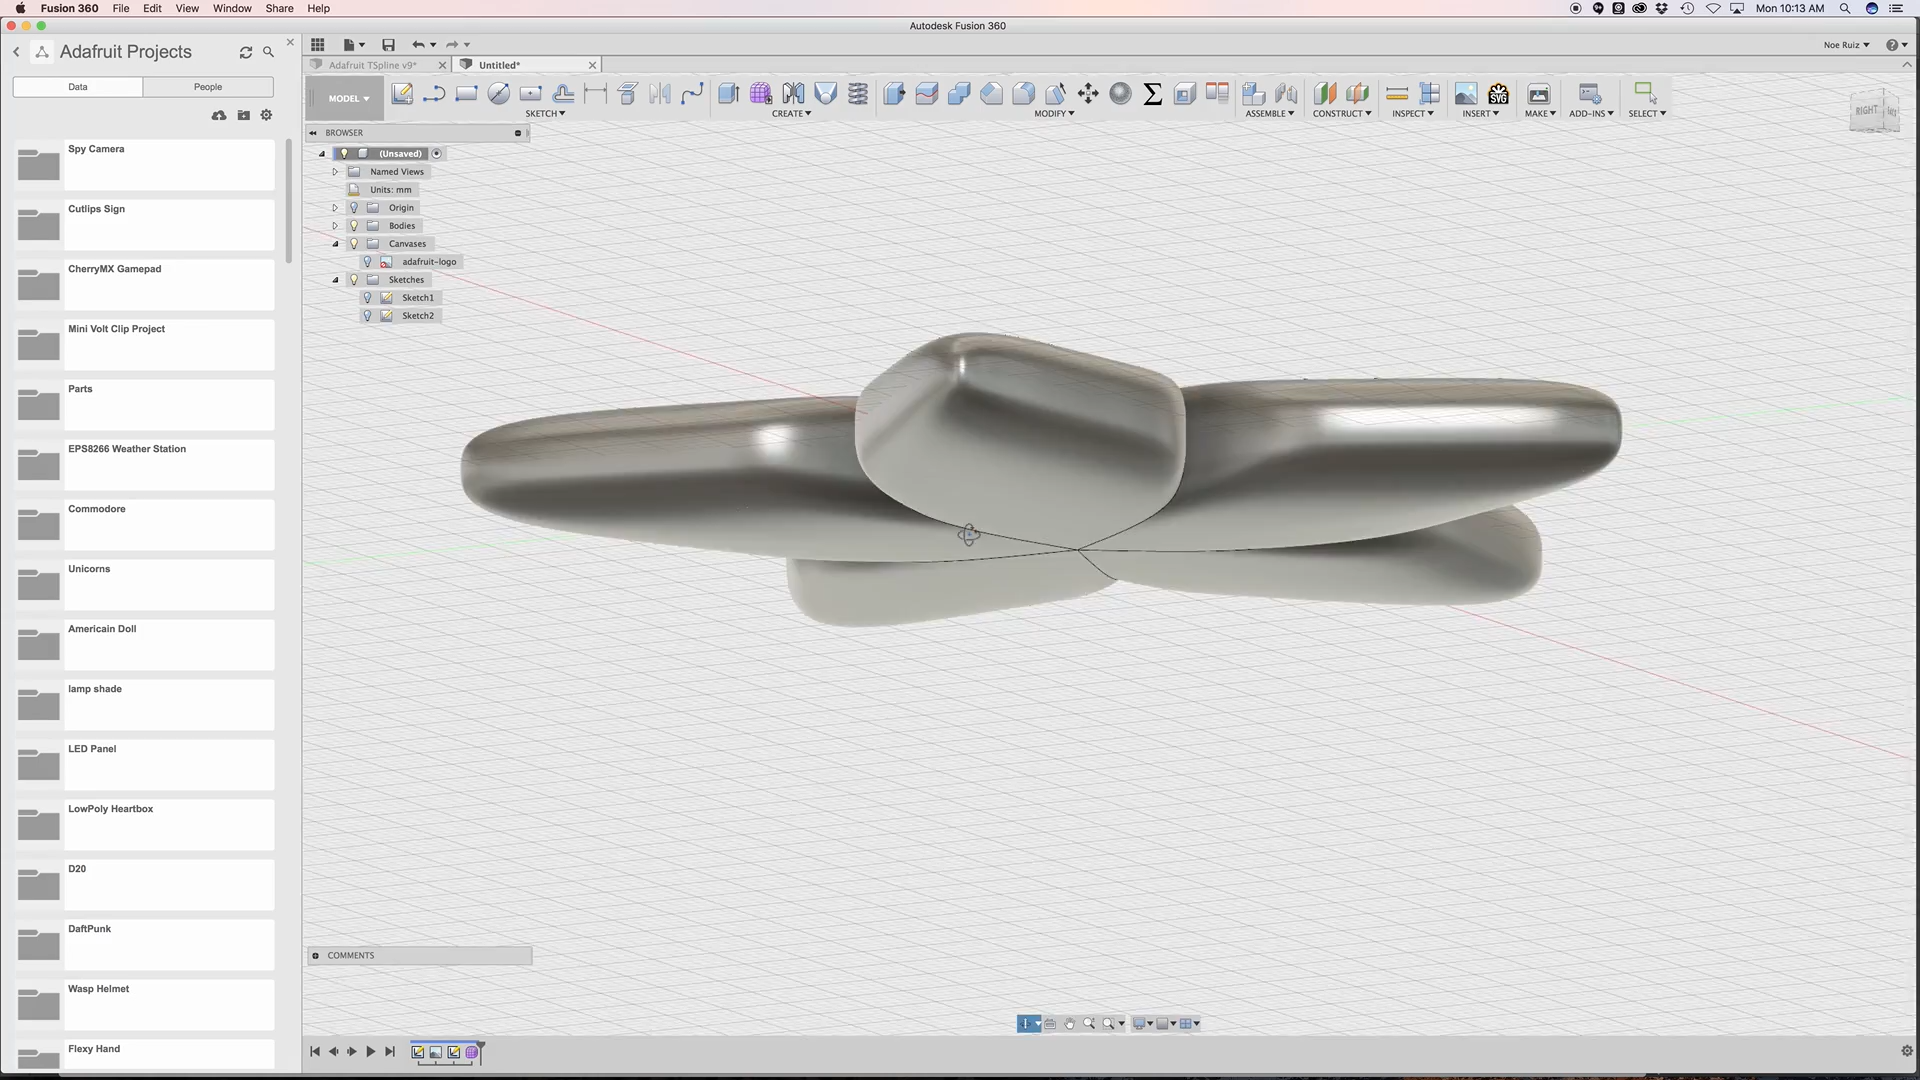 Fusion 360 File Edit View Window Share Help Mon 10:13 AM
Autodesk Fusion 360
Adafruit Projects
Noe Ruiz
Adafruit TSpline v9* Untitled*
Data People
MODEL SKETCH CREATE MODIFY ASSEMBLE CONSTRUCT INSPECT INSERT MAKE ADD-INS SELECT
SVG
RIGHT
BROWSER
(Unsaved)
Named Views
Units: mm
Origin
Bodies
Canvases
adafruit-logo
Sketches
Sketch1
Sketch2
Spy Camera
Cutlips Sign
CherryMX Gamepad
Mini Volt Clip Project
Parts
EPS8266 Weather Station
Commodore
Unicorns
Americain Doll
lamp shade
LED Panel
LowPoly Heartbox
D20
DaftPunk
Wasp Helmet
Flexy Hand
COMMENTS